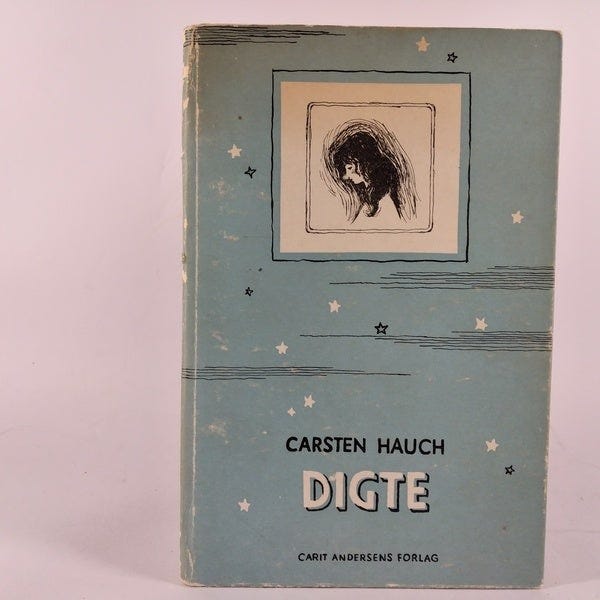 CARSTEN HAUCH
DIGTE
CARIT ANDERSENS FORLAG